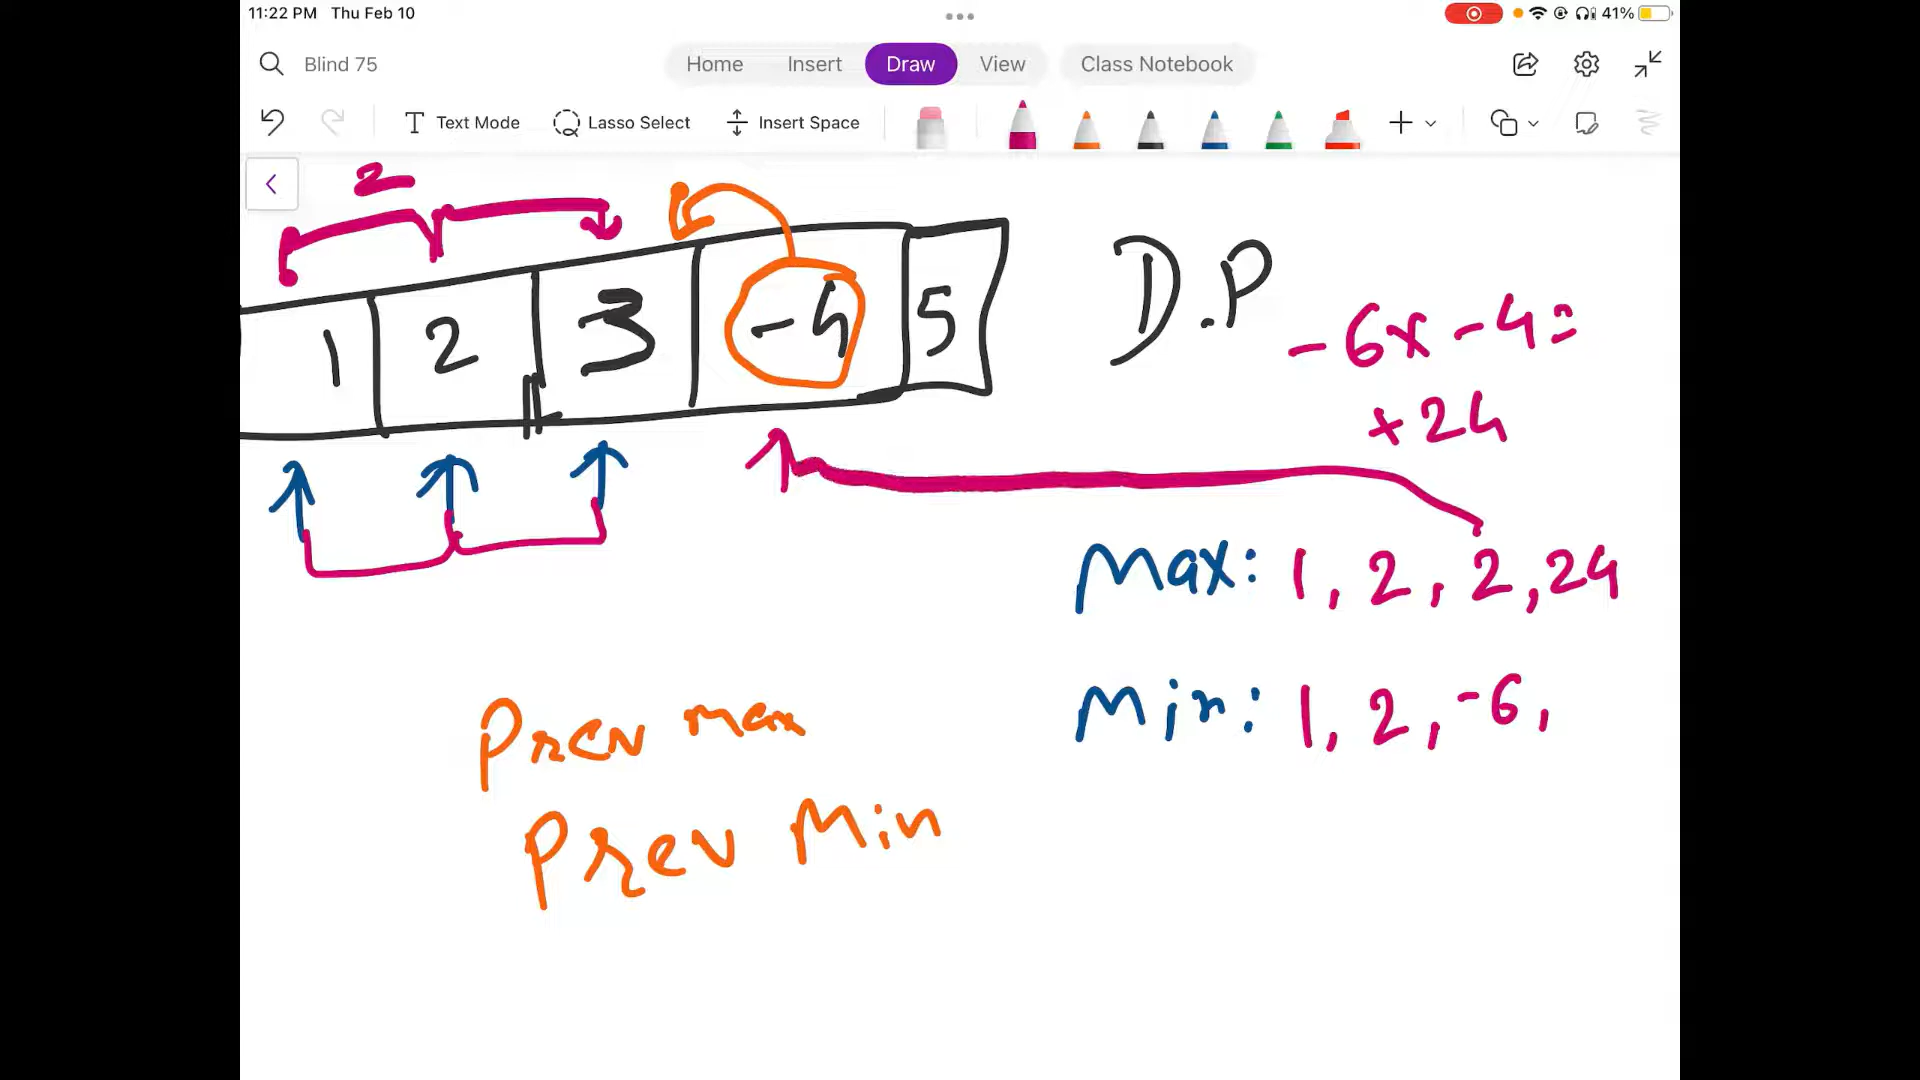 11:22 PM Thu Feb 10
41%
Blind 75
Home Insert Draw View Class Notebook
Text Mode Lasso Select Insert Space
2
1 2 3 -4 5
D.P
-6x -4=
+24
Max: 1, 2, 2, 24
Min: 1, 2, -6,
Prev max
Prev Min